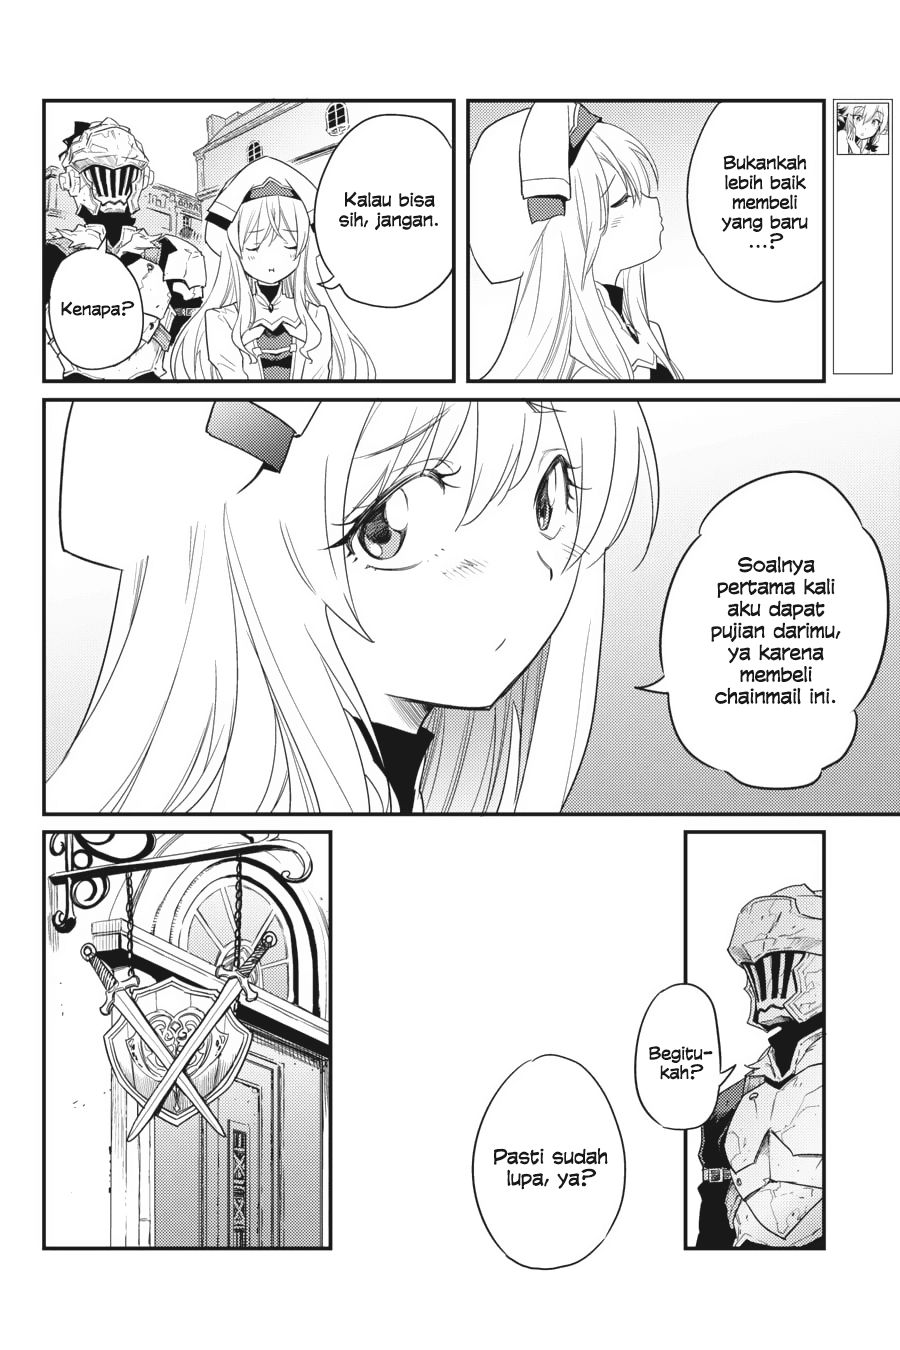 Bukankah
lebih baik
membeli
yang baru
...?
Kalau bisa
sih, jangan.
Kenapa?
Soalnya
pertama kali
aku dapat
pujian darimu,
ya karena
membeli
chainmail ini.
Begitu-
kah?
Pasti sudah
lupa, ya?